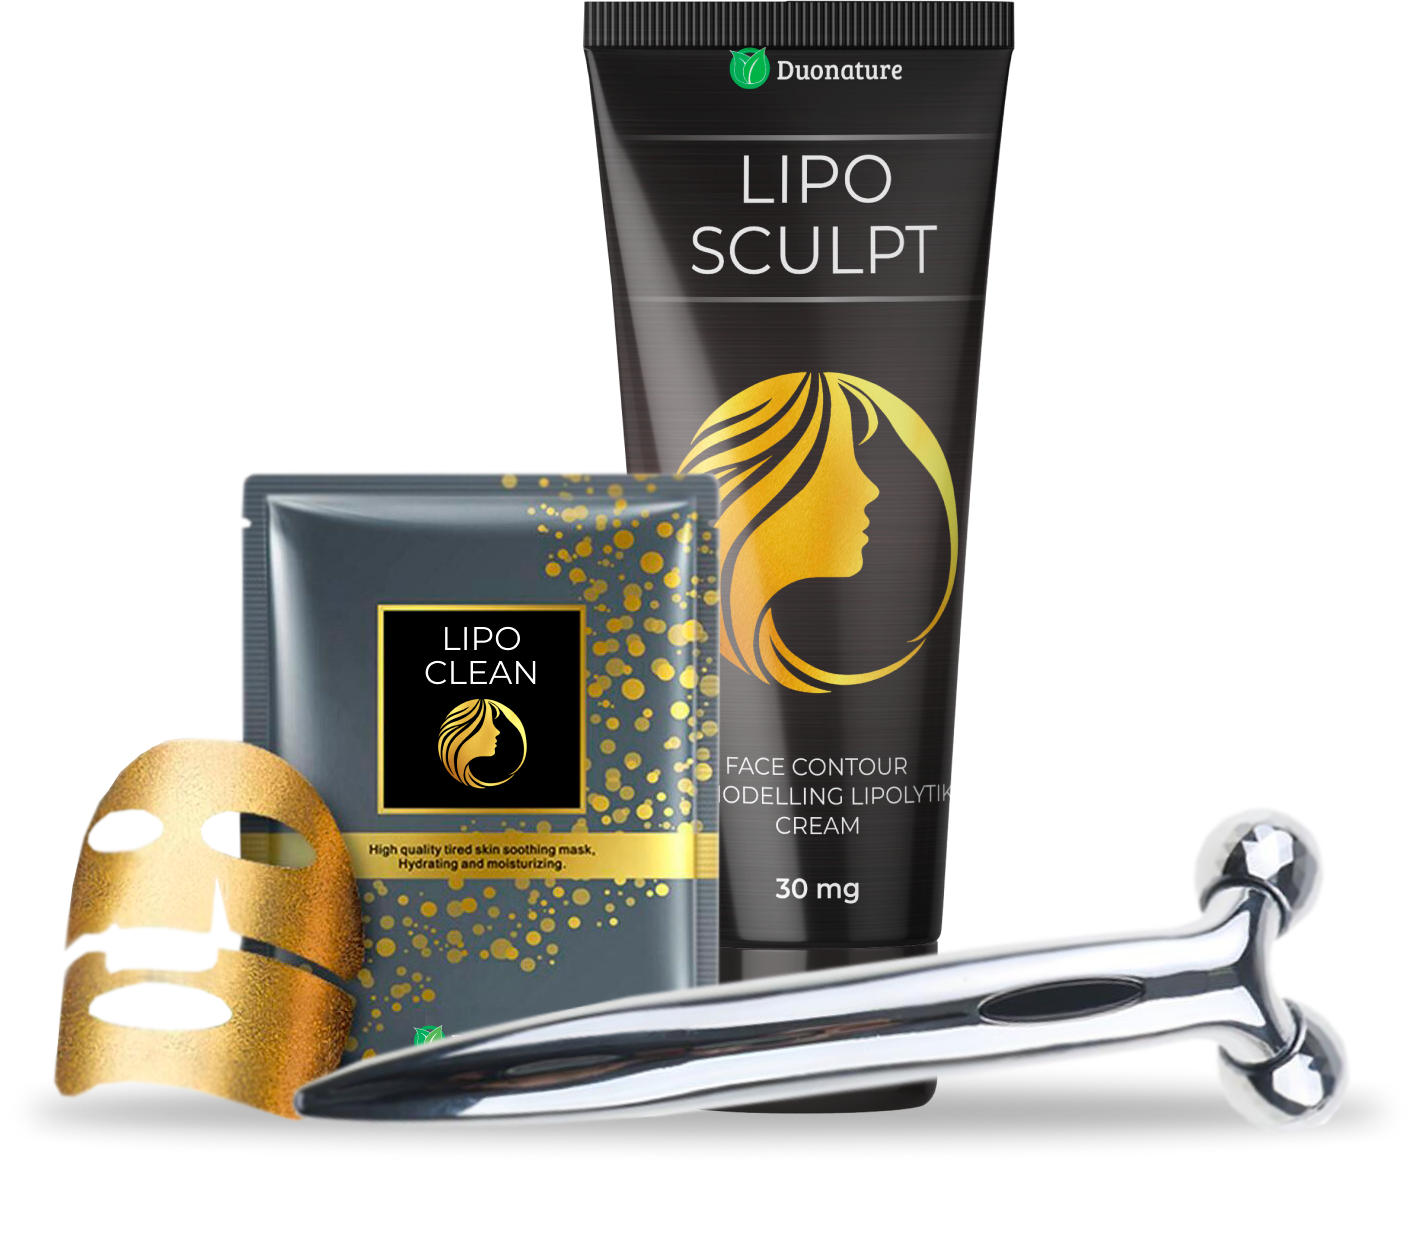 Duonature
LIPO
SCULPT
FACE CONTOUR
ODELLING LIPOLYTIK
CREAM
30 mg
LIPO
CLEAN
High quality tired skin soothing mask,
Hydrating and moisturizing.